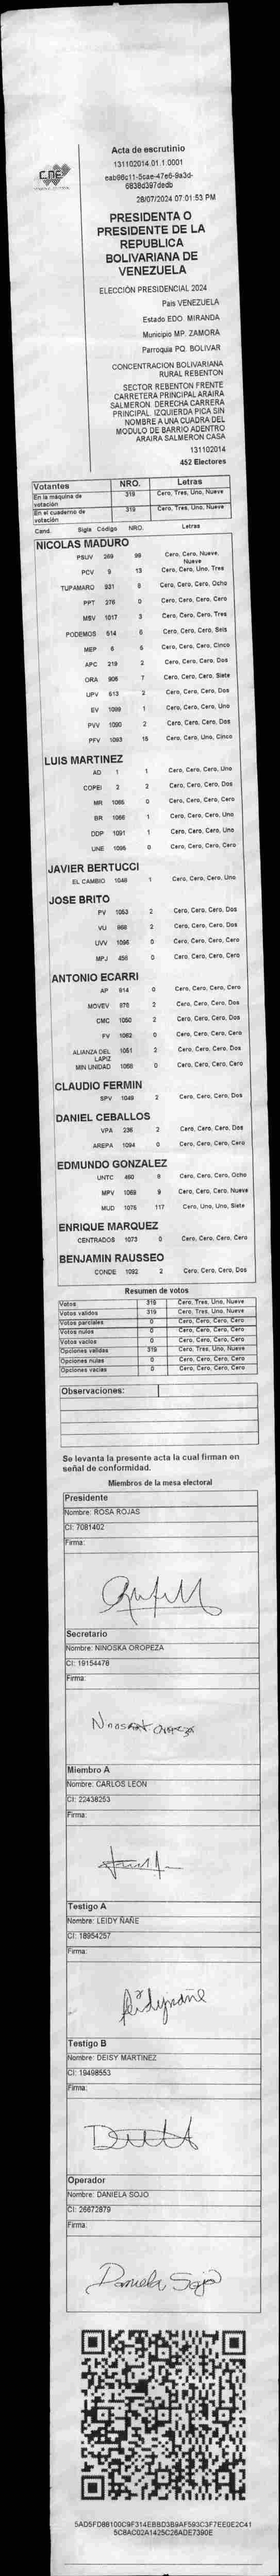 CNE
Acta de escrutinio
131102014.01.1.0001
eab96c11-5cae-47e6-9a3d-
6838d397dedb
28/07/2024 07:01:53 PM
PRESIDENTA O
PRESIDENTE DE LA
REPUBLICA
BOLIVARIANA DE
VENEZUELA
ELECCIÓN PRESIDENCIAL 2024
País VENEZUELA
Estado EDO. MIRANDA
Municipio MP. ZAMORA
Parroquia PQ. BOLIVAR
CONCENTRACION BOLIVARIANA
RURAL REBENTON
SECTOR REBENTON FRENTE
CARRETERA PRINCIPAL ARAIRA
SALMERON. DERECHA CARRERA
PRINCIPAL. IZQUIERDA PICA SIN
NOMBRE A UNA CUADRA DEL
MODULO DE BARRIO ADENTRO
ARAIRA SALMERON CASA
131102014
452 Electores
Votantes NRO. Letras
En la máquina de votación 319 Cero, Tres, Uno, Nueve
En el cuaderno de votación 319 Cero, Tres, Uno, Nueve
Cand. Sigla Código NRO. Letras
NICOLAS MADURO
PSUV 269 99 Cero, Cero, Nueve, Nueve
PCV 9 13 Cero, Cero, Uno, Tres
TUPAMARO 931 8 Cero, Cero, Cero, Ocho
PPT 276 0 Cero, Cero, Cero, Cero
MSV 1017 3 Cero, Cero, Cero, Tres
PODEMOS 514 6 Cero, Cero, Cero, Seis
MEP 6 5 Cero, Cero, Cero, Cinco
APC 219 2 Cero, Cero, Cero, Dos
ORA 906 7 Cero, Cero, Cero, Siete
UPV 613 2 Cero, Cero, Cero, Dos
EV 1099 1 Cero, Cero, Cero, Uno
PVV 1090 2 Cero, Cero, Cero, Dos
PFV 1093 15 Cero, Cero, Uno, Cinco
LUIS MARTINEZ
AD 1 1 Cero, Cero, Cero, Uno
COPEI 2 2 Cero, Cero, Cero, Dos
MR 1065 0 Cero, Cero, Cero, Cero
BR 1066 1 Cero, Cero, Cero, Uno
DDP 1091 1 Cero, Cero, Cero, Uno
UNE 1095 0 Cero, Cero, Cero, Cero
JAVIER BERTUCCI
EL CAMBIO 1048 1 Cero, Cero, Cero, Uno
JOSE BRITO
PV 1053 2 Cero, Cero, Cero, Dos
VU 868 2 Cero, Cero, Cero, Dos
UVV 1096 0 Cero, Cero, Cero, Cero
MPJ 456 0 Cero, Cero, Cero, Cero
ANTONIO ECARRI
AP 914 0 Cero, Cero, Cero, Cero
MOVEV 878 2 Cero, Cero, Cero, Dos
CMC 1050 2 Cero, Cero, Cero, Dos
FV 1082 0 Cero, Cero, Cero, Cero
ALIANZA DEL LAPIZ 1051 2 Cero, Cero, Cero, Dos
MIN UNIDAD 1058 0 Cero, Cero, Cero, Cero
CLAUDIO FERMIN
SPV 1049 2 Cero, Cero, Cero, Dos
DANIEL CEBALLOS
VPA 236 2 Cero, Cero, Cero, Dos
AREPA 1094 0 Cero, Cero, Cero, Cero
EDMUNDO GONZALEZ
UNTC 460 8 Cero, Cero, Cero, Ocho
MPV 1069 9 Cero, Cero, Cero, Nueve
MUD 1076 117 Cero, Uno, Uno, Siete
ENRIQUE MARQUEZ
CENTRADOS 1073 0 Cero, Cero, Cero, Cero
BENJAMIN RAUSSEO
CONDE 1092 2 Cero, Cero, Cero, Dos
Resumen de votos
Votos 319 Cero, Tres, Uno, Nueve
Votos válidos 319 Cero, Tres, Uno, Nueve
Votos parciales 0 Cero, Cero, Cero, Cero
Votos nulos 0 Cero, Cero, Cero, Cero
Votos vacíos 0 Cero, Cero, Cero, Cero
Opciones válidas 319 Cero, Tres, Uno, Nueve
Opciones nulas 0 Cero, Cero, Cero, Cero
Opciones vacías 0 Cero, Cero, Cero, Cero
Observaciones:
Se levanta la presente acta la cual firman en
señal de conformidad.
Miembros de la mesa electoral
Presidente
Nombre: ROSA ROJAS
CI: 7081402
Firma:
Secretario
Nombre: NINOSKA OROPEZA
CI: 19154476
Firma:
Ninoska Oropeza
Miembro A
Nombre: CARLOS LEON
CI: 22438253
Firma:
Testigo A
Nombre: LEIDY ÑAÑE
CI: 18954257
Firma:
Testigo B
Nombre: DEISY MARTINEZ
CI: 19498553
Firma:
Operador
Nombre: DANIELA SOJO
CI: 26672879
Firma:
Daniela Sojo
5AD5FD86100C9F314EBBD3B9AF593C3F7EE0E2C41
5C8AC02A1425C26ADE7390E